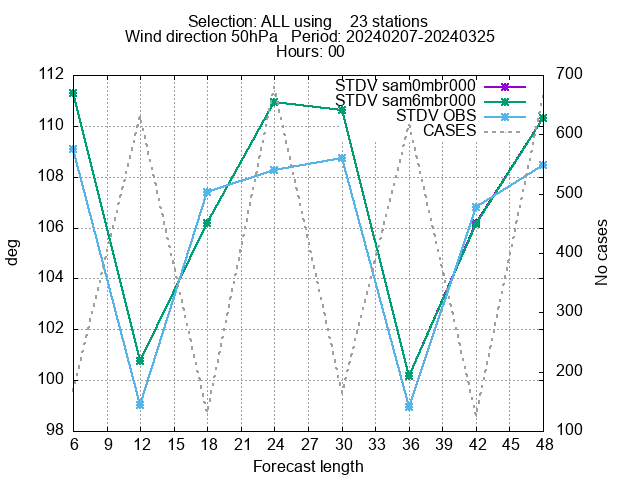 Selection: ALL using 23 stations
Wind direction 50hPa Period: 20240207-20240325
Hours: 00
112 700
STDV sam0mbr000
STDV sam6mbr000
110
STDV OBS
CASES 600
108
500
106
400
deg
No cases
104
300
102
200
100
98 100
6 9 12 15 18 21 24 27 30 33 36 39 42 45 48
Forecast length